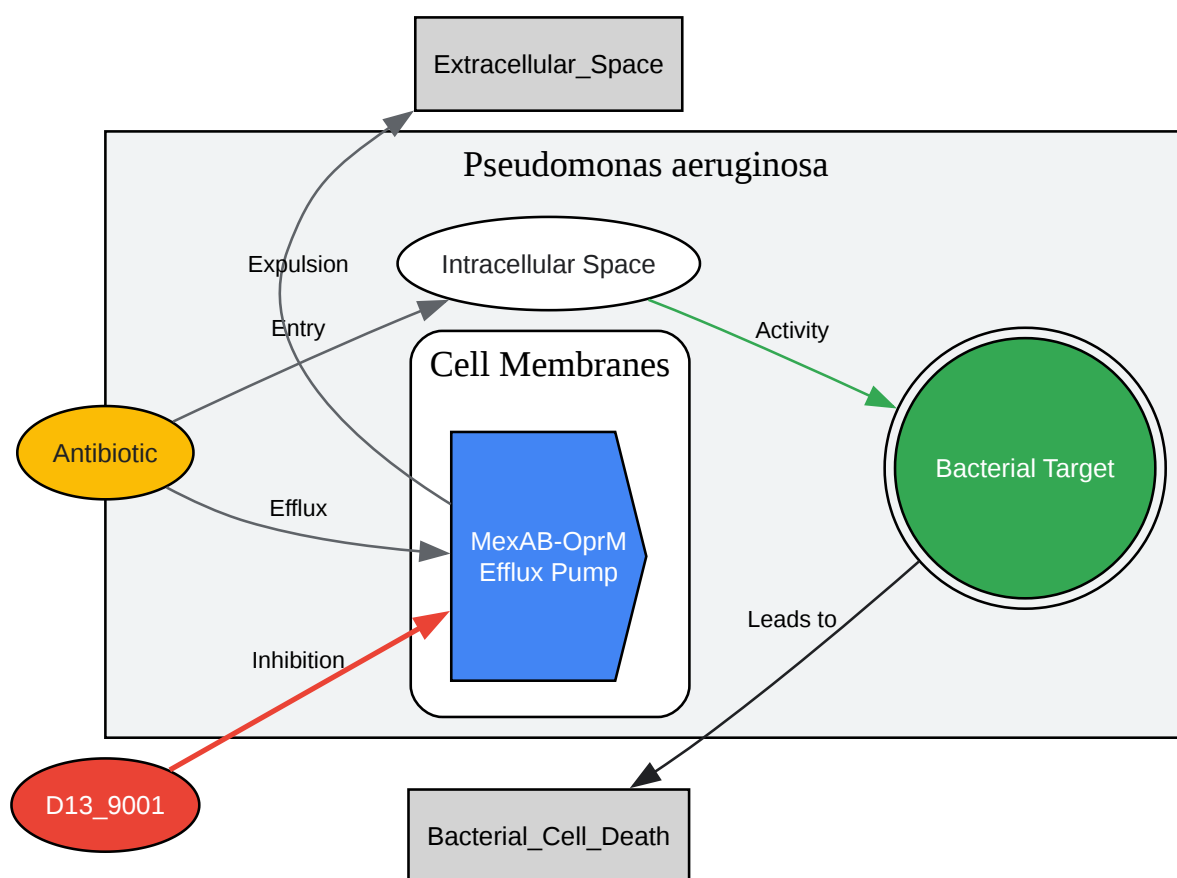 Extracellular_Space
Pseudomonas aeruginosa
Expulsion
Intracellular Space
Entry
Activity
Cell Membranes
Antibiotic
Bacterial Target
Efflux
MexAB-OprM
Efflux Pump
Leads to
Inhibition
D13_9001
Bacterial_Cell_Death